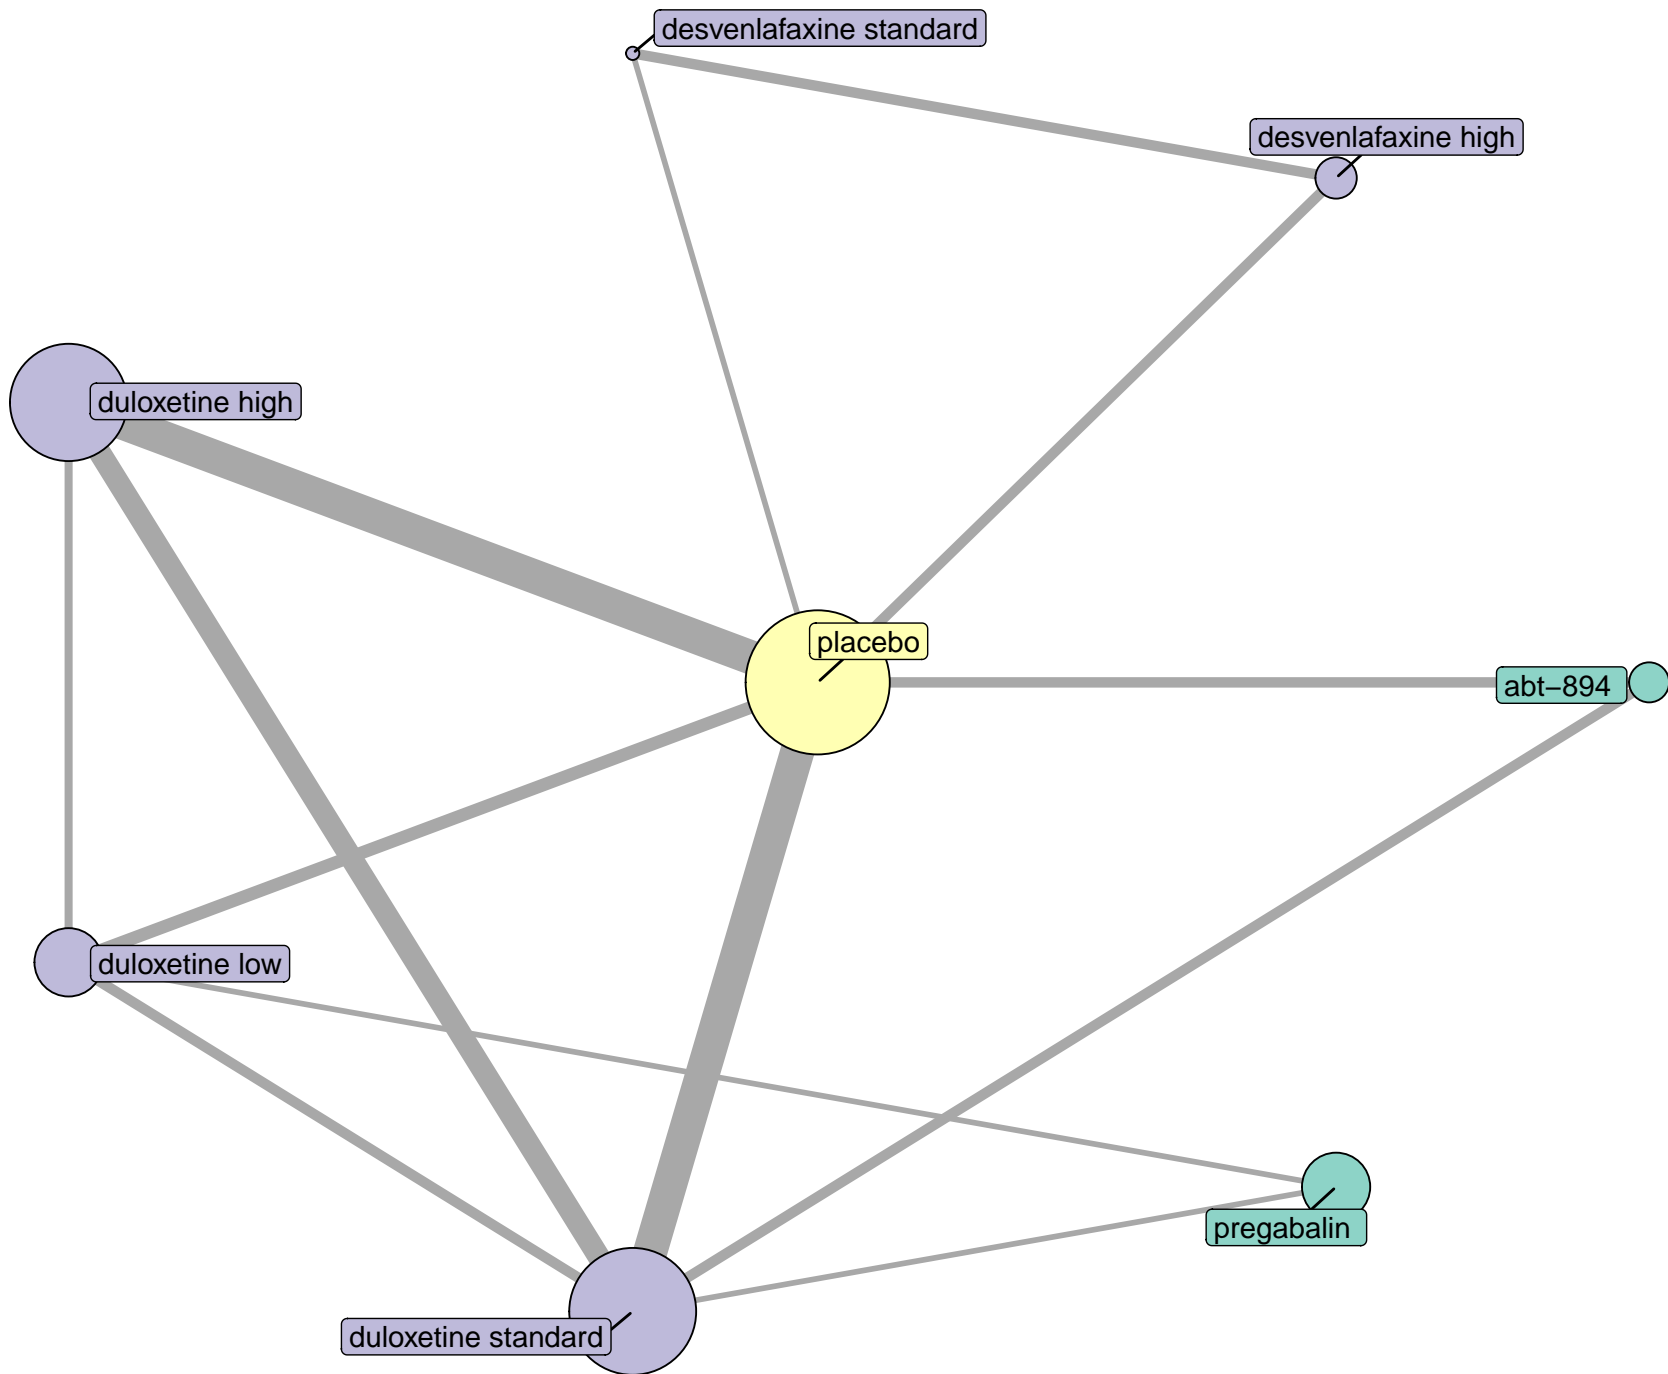 desvenlafaxine standard
desvenlafaxine high
duloxetine high
placebo
abt−894
duloxetine low
pregabalin
duloxetine standard